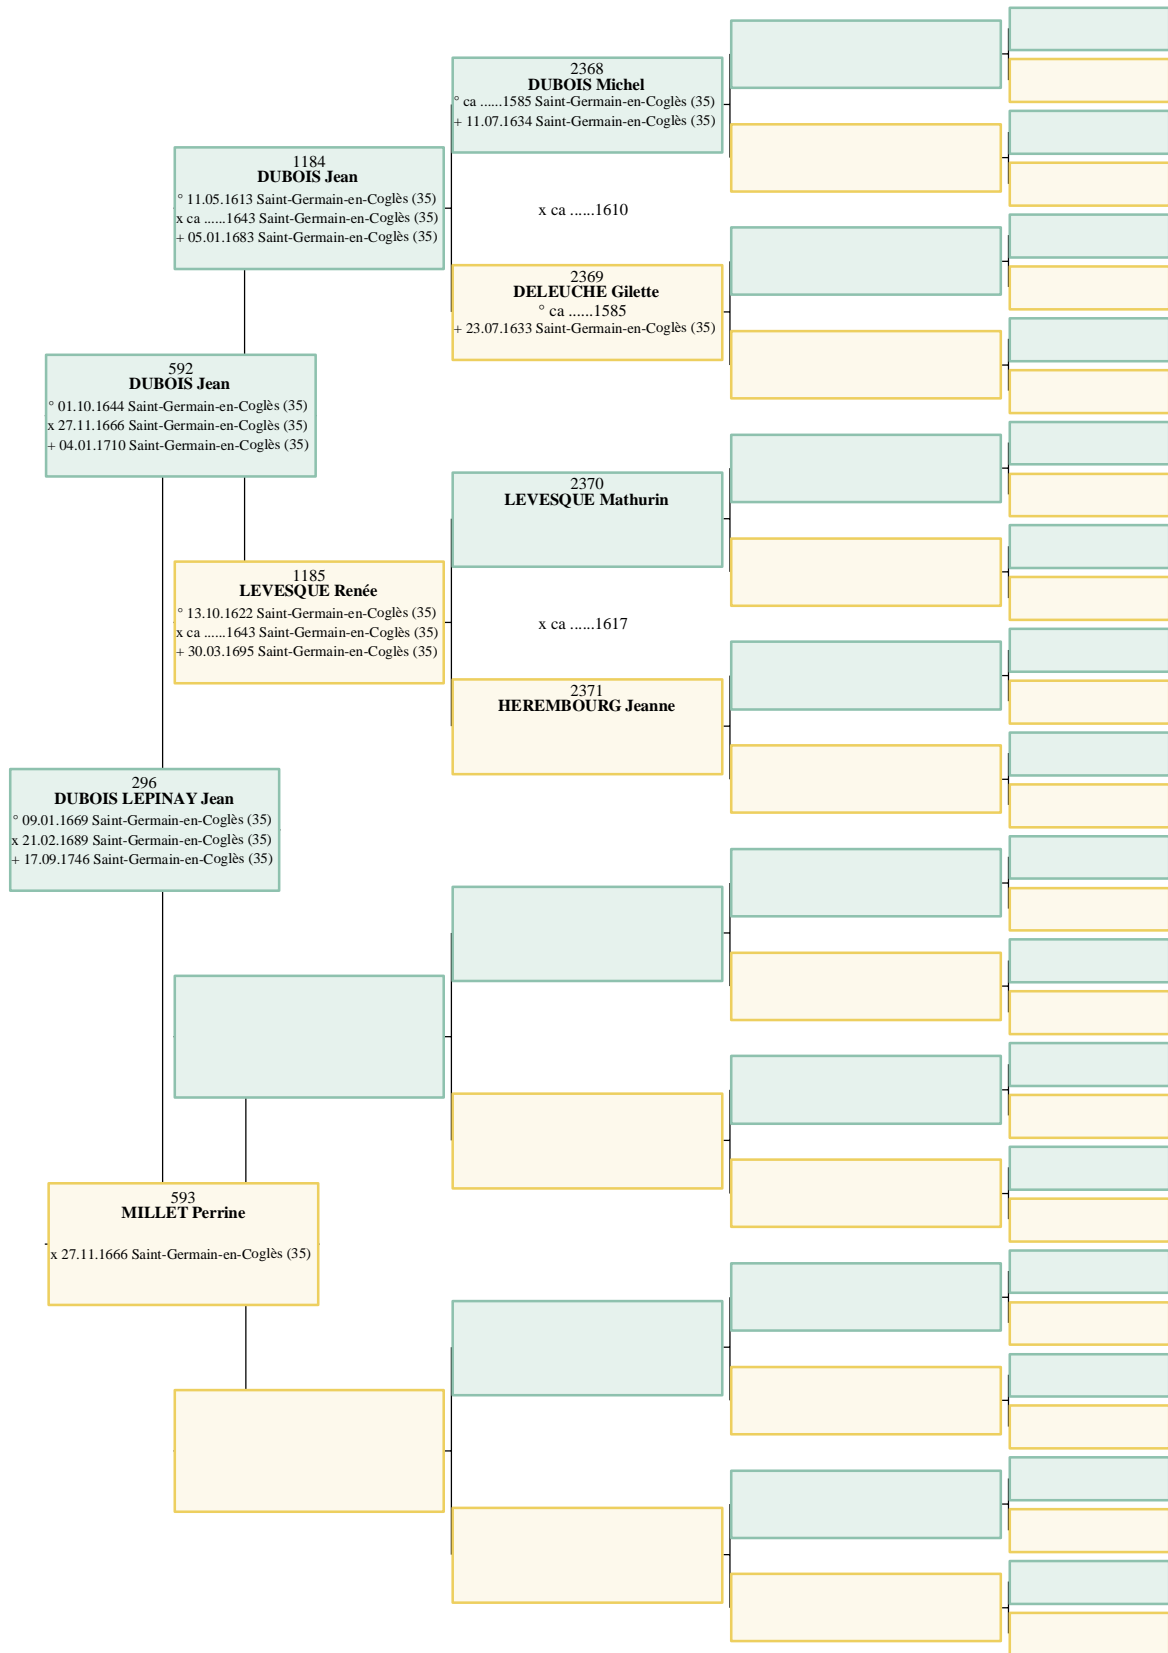 2368
DUBOIS Michel
° ca ......1585 Saint-Germain-en-Coglès (35)
+ 11.07.1634 Saint-Germain-en-Coglès (35)
1184
DUBOIS Jean
° 11.05.1613 Saint-Germain-en-Coglès (35)
x ca ......1643 Saint-Germain-en-Coglès (35)
+ 05.01.1683 Saint-Germain-en-Coglès (35)
x ca ......1610
2369
DELEUCHE Gilette
° ca ......1585
+ 23.07.1633 Saint-Germain-en-Coglès (35)
592
DUBOIS Jean
° 01.10.1644 Saint-Germain-en-Coglès (35)
x 27.11.1666 Saint-Germain-en-Coglès (35)
+ 04.01.1710 Saint-Germain-en-Coglès (35)
2370
LEVESQUE Mathurin
1185
LEVESQUE Renée
° 13.10.1622 Saint-Germain-en-Coglès (35)
x ca ......1643 Saint-Germain-en-Coglès (35)
+ 30.03.1695 Saint-Germain-en-Coglès (35)
x ca ......1617
2371
HEREMBOURG Jeanne
296
DUBOIS LEPINAY Jean
° 09.01.1669 Saint-Germain-en-Coglès (35)
x 21.02.1689 Saint-Germain-en-Coglès (35)
+ 17.09.1746 Saint-Germain-en-Coglès (35)
593
MILLET Perrine
x 27.11.1666 Saint-Germain-en-Coglès (35)